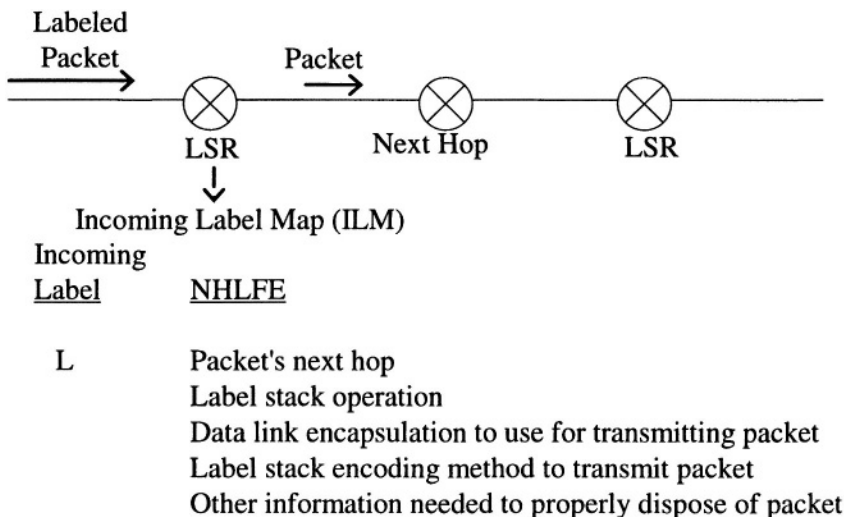 Labeled
Packet
Packet
LSR
Next Hop
LSR
Incoming Label Map (ILM)
Incoming
Label NHLFE
L Packet's next hop
Label stack operation
Data link encapsulation to use for transmitting packet
Label stack encoding method to transmit packet
Other information needed to properly dispose of packet